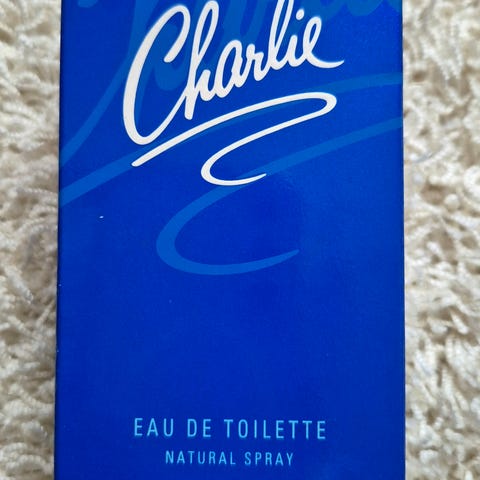 Charlie
EAU DE TOILETTE
NATURAL SPRAY